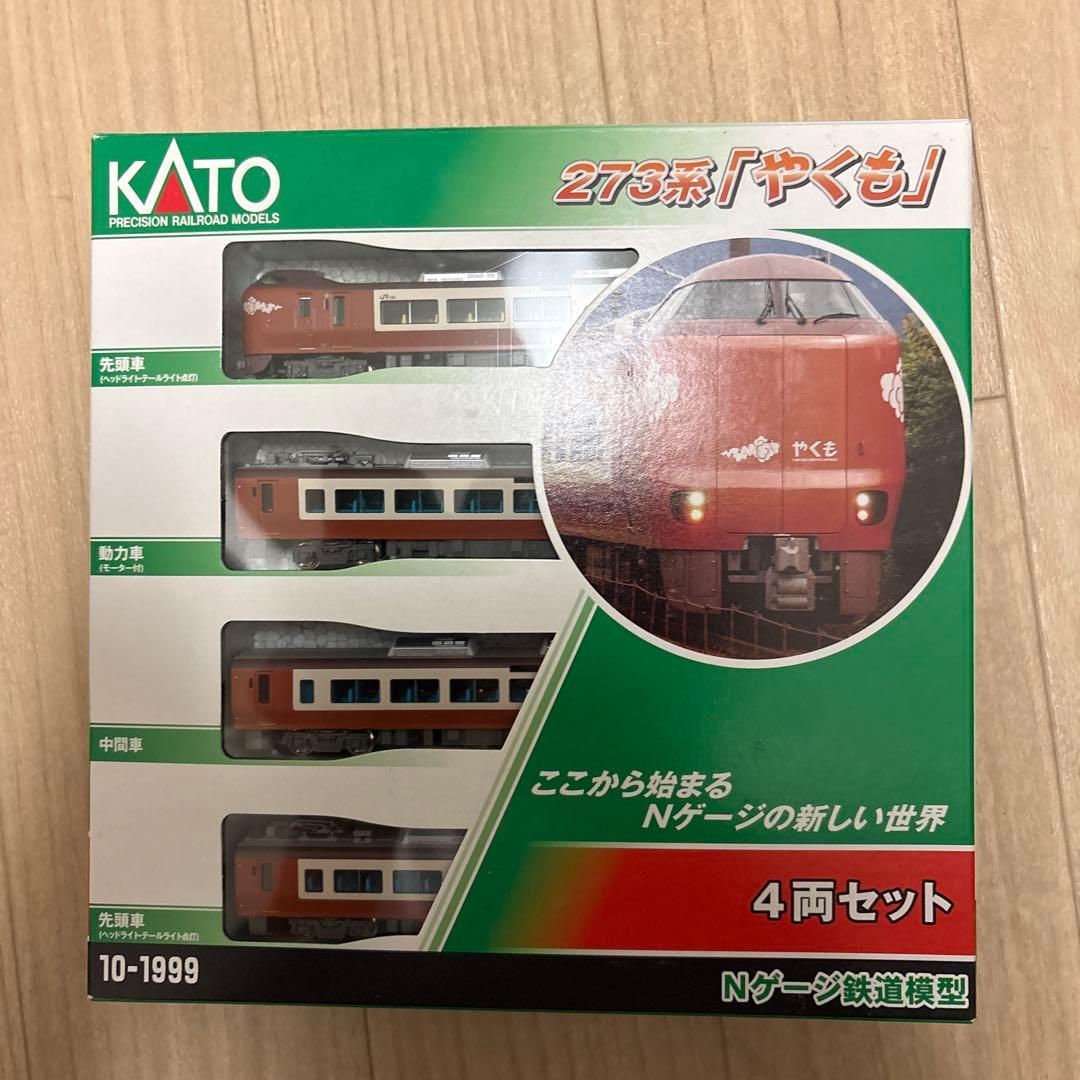 KATO
PRECISION RAILROAD MODELS
273系「やくも」
先頭車
(ヘッドライト・テールライト点灯)
動力車
(モーター付)
中間車
先頭車
(ヘッドライト・テールライト点灯)
やくも
ここから始まる
Nゲージの新しい世界
4両セット
10-1999
Nゲージ鉄道模型